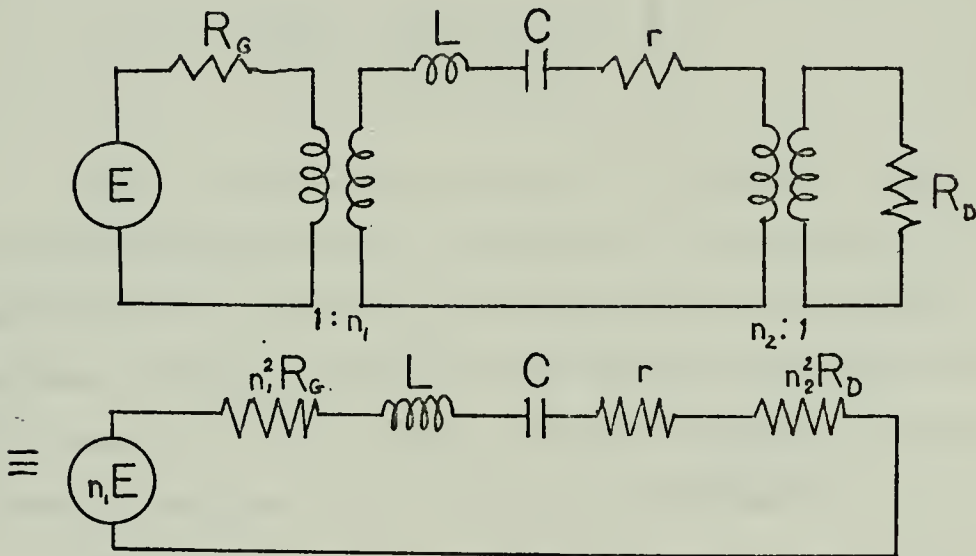 R_G L C r
E R_D
1 : n₁ n₂ : 1
n₁²R_G L C r n₂²R_D
≡ n₁E